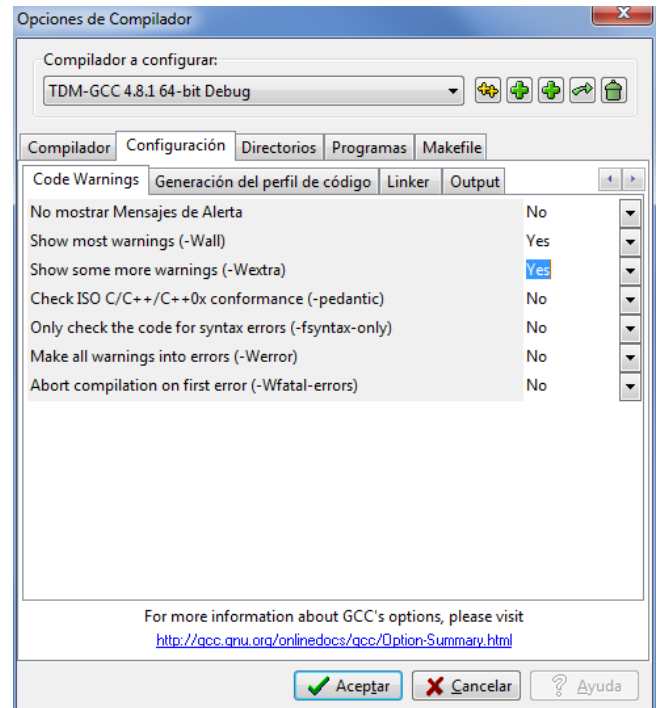 Opciones de Compilador
Compilador a configurar:
TDM-GCC 4.8.1 64-bit Debug
Compilador Configuración Directorios Programas Makefile
Code Warnings Generación del perfil de código Linker Output
No mostrar Mensajes de Alerta No
Show most warnings (-Wall) Yes
Show some more warnings (-Wextra) Yes
Check ISO C/C++/C++0x conformance (-pedantic) No
Only check the code for syntax errors (-fsyntax-only) No
Make all warnings into errors (-Werror) No
Abort compilation on first error (-Wfatal-errors) No
For more information about GCC's options, please visit
http://gcc.gnu.org/onlinedocs/gcc/Option-Summary.html
Aceptar Cancelar Ayuda